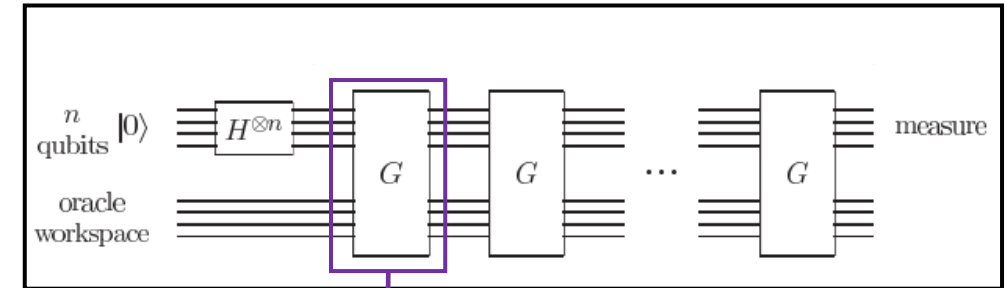 n
qubits |0⟩
H⊗n
G
G
...
G
measure
oracle
workspace